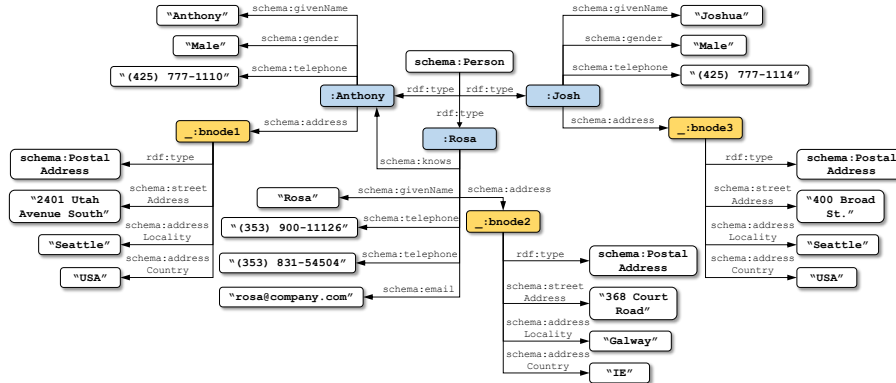 “Anthony”
schema:givenName
“Male”
schema:gender
“(425) 777-1110”
schema:telephone
schema:givenName
“Joshua”
schema:gender
“Male”
schema:telephone
“(425) 777-1114”
schema:Person
:Anthony
rdf:type
rdf:type
:Josh
rdf:type
:Rosa
schema:knows
schema:address
_:bnode1
schema:address
_:bnode3
schema:Postal
Address
rdf:type
“2401 Utah
Avenue South”
schema:street
Address
“Seattle”
schema:address
Locality
“USA”
schema:address
Country
“Rosa”
schema:givenName
“(353) 900-11126”
schema:telephone
“(353) 831-54504”
schema:telephone
“rosa@company.com”
schema:email
schema:address
_:bnode2
rdf:type
schema:Postal
Address
schema:street
Address
“368 Court
Road”
schema:address
Locality
“Galway”
schema:address
Country
“IE”
rdf:type
schema:Postal
Address
schema:street
Address
“400 Broad
St.”
schema:address
Locality
“Seattle”
schema:address
Country
“USA”